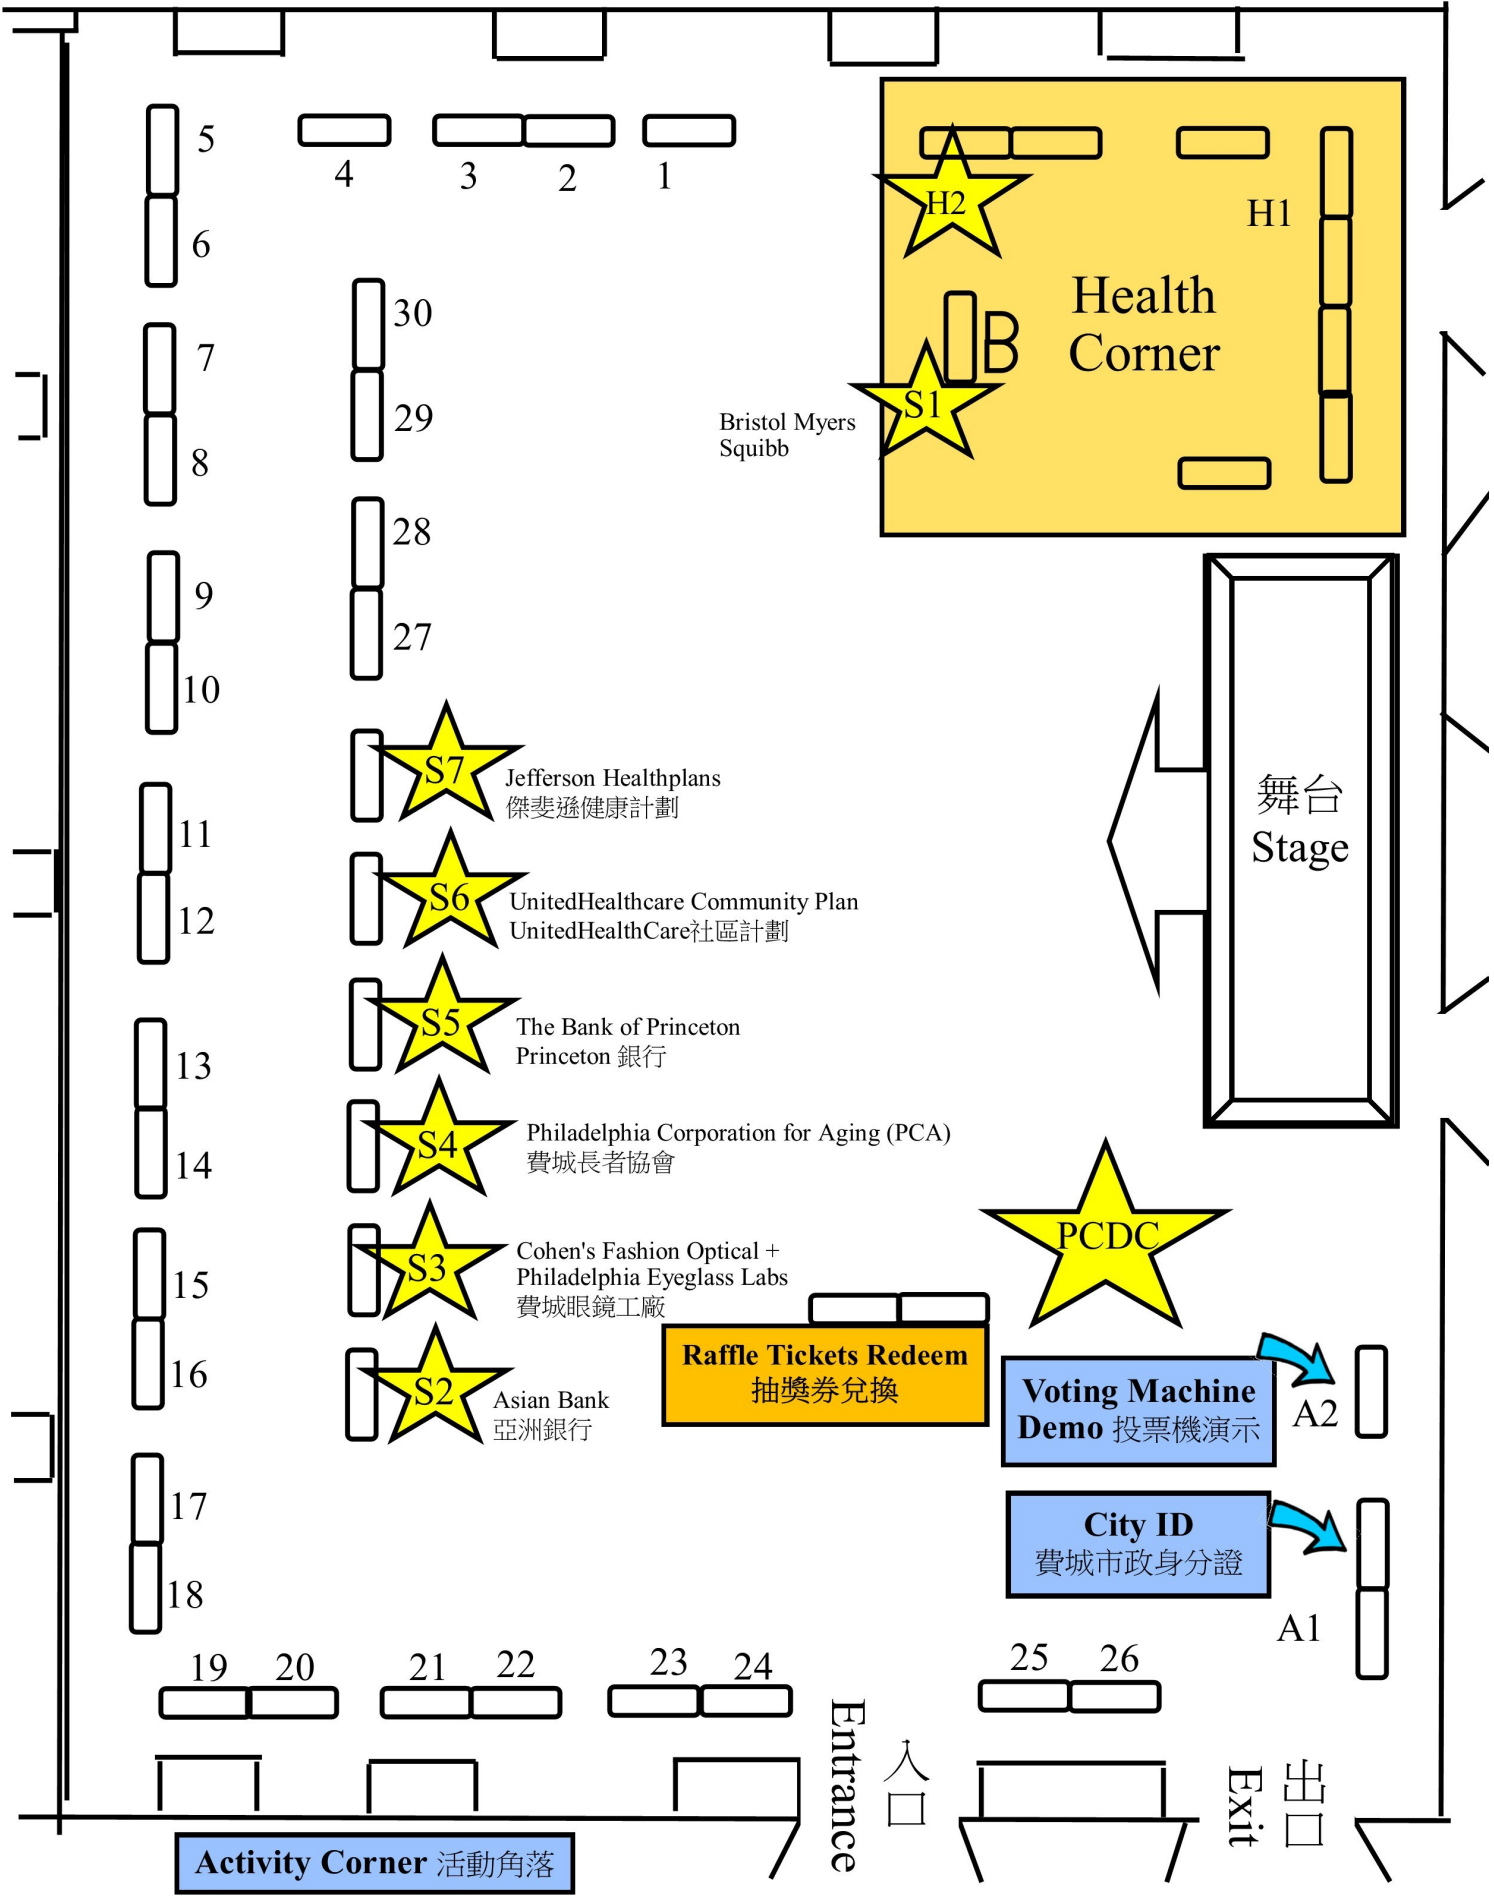 5
4
3
2
1
H2
H1
6
30
Health
Corner
7
29
B
S1
Bristol Myers
Squibb
8
28
9
27
10
S7
Jefferson Healthplans
傑斐遜健康計劃
舞台
Stage
11
S6
UnitedHealthcare Community Plan
UnitedHealthCare社區計劃
12
S5
The Bank of Princeton
Princeton 銀行
13
S4
Philadelphia Corporation for Aging (PCA)
費城長者協會
14
PCDC
S3
Cohen's Fashion Optical +
Philadelphia Eyeglass Labs
費城眼鏡工廠
15
Raffle Tickets Redeem
抽獎券兌換
16
S2
Asian Bank
亞洲銀行
Voting Machine
Demo 投票機演示
A2
17
City ID
費城市政身分證
18
A1
19
20
21
22
23
24
25
26
Entrance
入口
Exit
出口
Activity Corner 活動角落